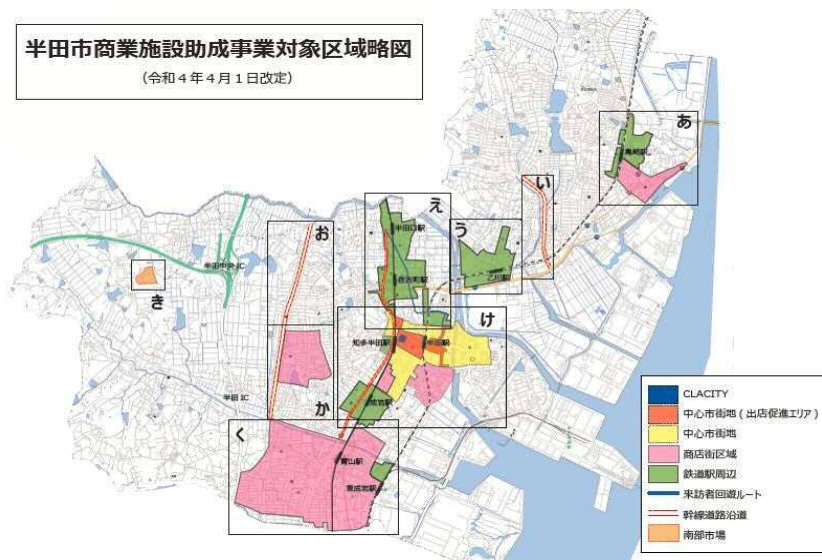 半田市商業施設助成事業対象区域略図
(令和4年4月1日改定)
あ
亀崎駅
い
う
乙川駅
え
半田口駅
住吉町駅
お
半田中央IC
き
け
知多半田駅
半田駅
半田IC
か
成岩駅
く
青山駅
東成岩駅
CLACITY
中心市街地(出店促進エリア)
中心市街地
商店街区域
鉄道駅周辺
来訪者回遊ルート
幹線道路沿道
南部市場